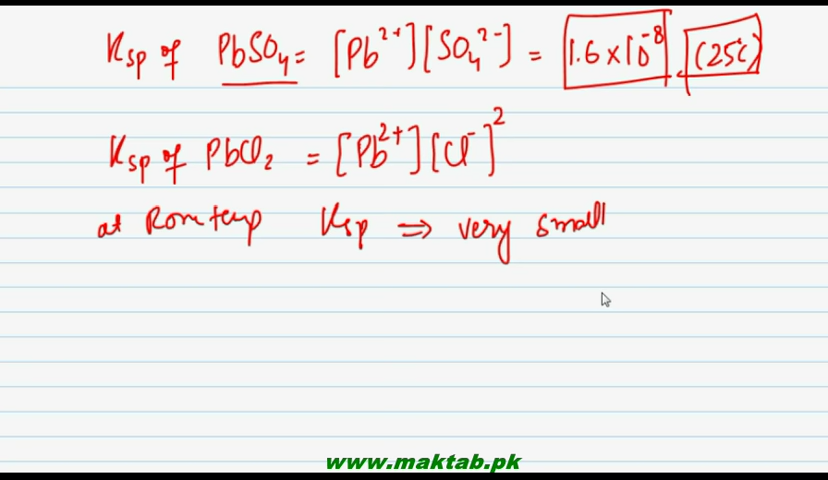 Ksp of PbSO₄ = [Pb²⁺][SO₄²⁻] = 1.6×10⁻⁸ (25°C)
Ksp of PbCl₂ = [Pb²⁺][Cl⁻]²
at Rom temp Ksp ⇒ very small
www.maktab.pk